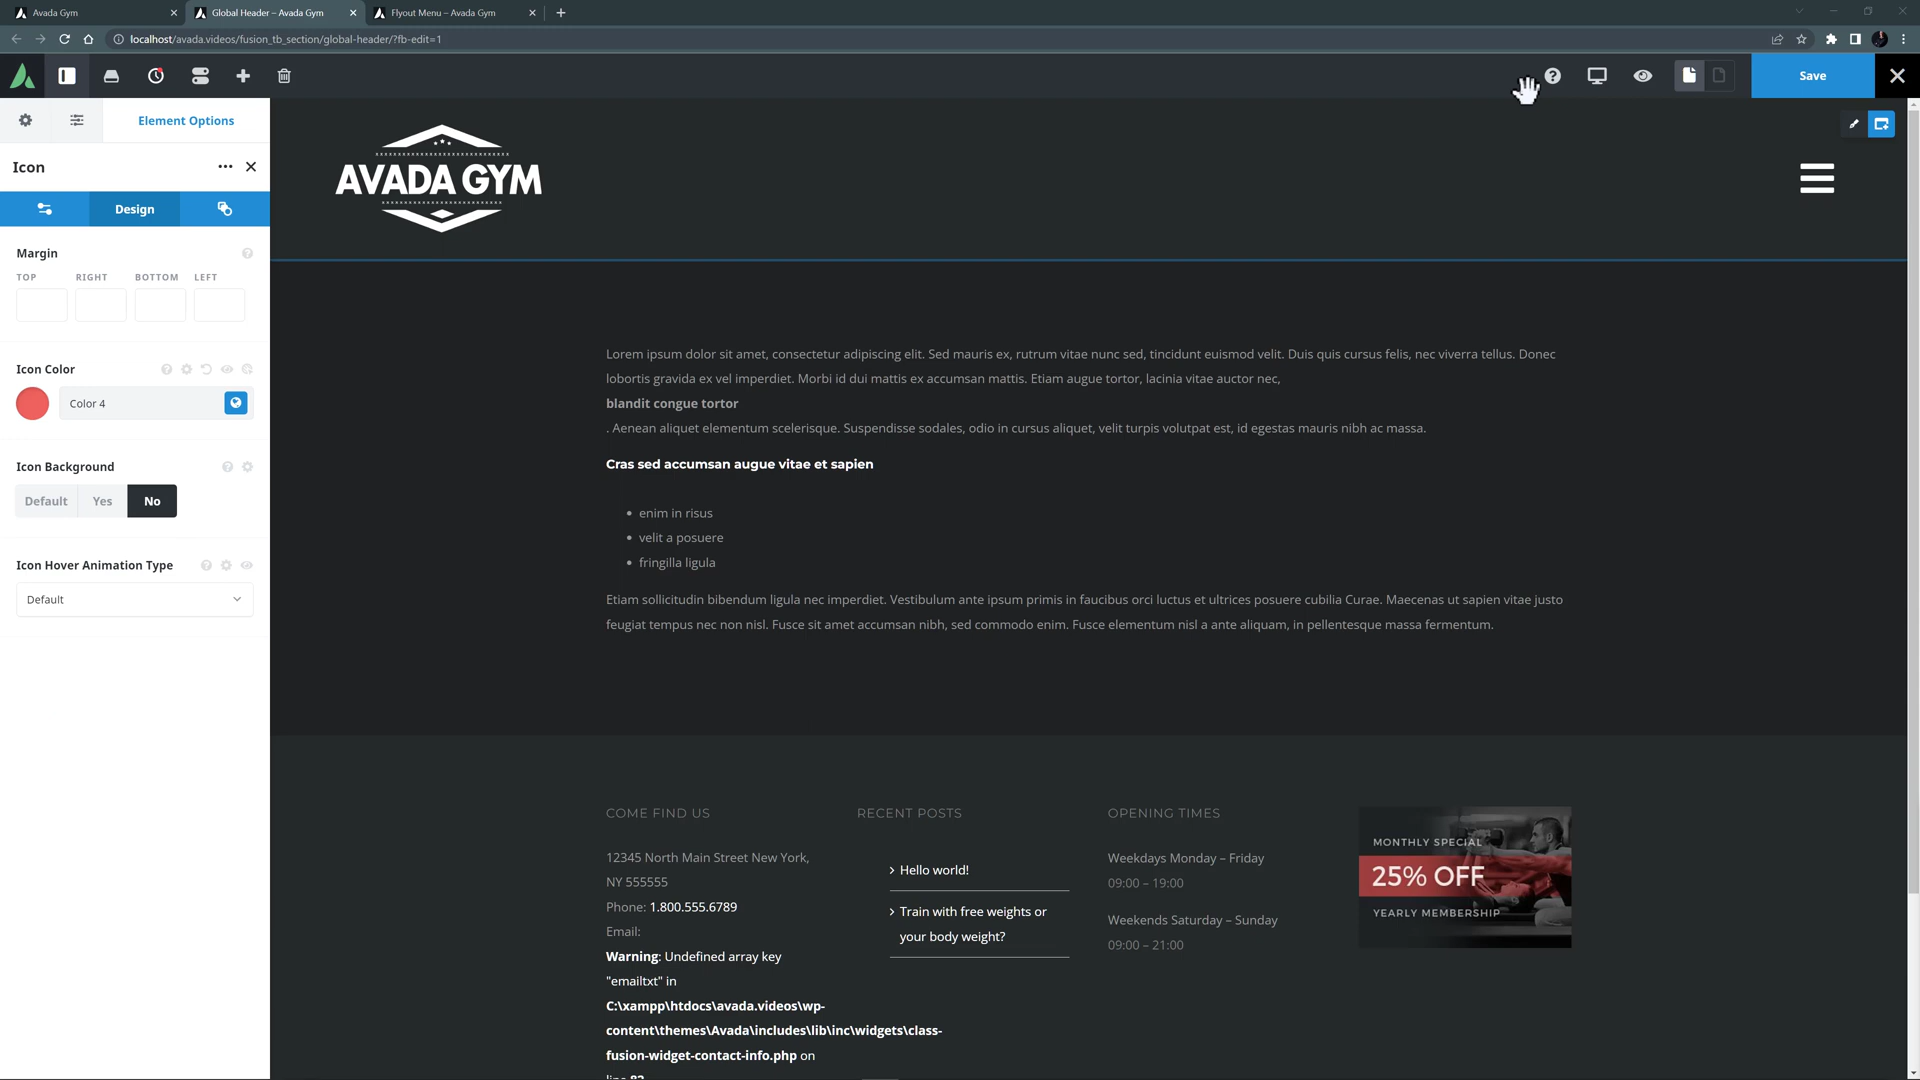 Avada Gym
Global Header – Avada Gym
Flyout Menu – Avada Gym
localhost/avada.videos/fusion_tb_section/global-header/?fb-edit=1
Save
Element Options
Icon
Design
Margin
TOP RIGHT BOTTOM LEFT
Icon Color
Color 4
Icon Background
Default Yes No
Icon Hover Animation Type
Default
AVADA GYM
Lorem ipsum dolor sit amet, consectetur adipiscing elit. Sed mauris ex, rutrum vitae nunc sed, tincidunt euismod velit. Duis quis cursus felis, nec viverra tellus. Donec
lobortis gravida ex vel imperdiet. Morbi id dui mattis ex accumsan mattis. Etiam augue tortor, lacinia vitae auctor nec,
blandit congue tortor
. Aenean aliquet elementum scelerisque. Suspendisse sodales, odio in cursus aliquet, velit turpis volutpat est, id egestas mauris nibh ac massa.
Cras sed accumsan augue vitae et sapien
enim in risus
velit a posuere
fringilla ligula
Etiam sollicitudin bibendum ligula nec imperdiet. Vestibulum ante ipsum primis in faucibus orci luctus et ultrices posuere cubilia Curae. Maecenas ut sapien vitae justo
feugiat tempus nec non nisl. Fusce sit amet accumsan nibh, sed commodo enim. Fusce elementum nisl a ante aliquam, in pellentesque massa fermentum.
COME FIND US
12345 North Main Street New York,
NY 555555
Phone: 1.800.555.6789
Email:
Warning: Undefined array key
"emailtxt" in
C:\xampp\htdocs\avada.videos\wp-
content\themes\Avada\includes\lib\inc\widgets\class-
fusion-widget-contact-info.php on
line 82
RECENT POSTS
Hello world!
Train with free weights or
your body weight?
OPENING TIMES
Weekdays Monday – Friday
09:00 – 19:00
Weekends Saturday – Sunday
09:00 – 21:00
MONTHLY SPECIAL
25% OFF
YEARLY MEMBERSHIP